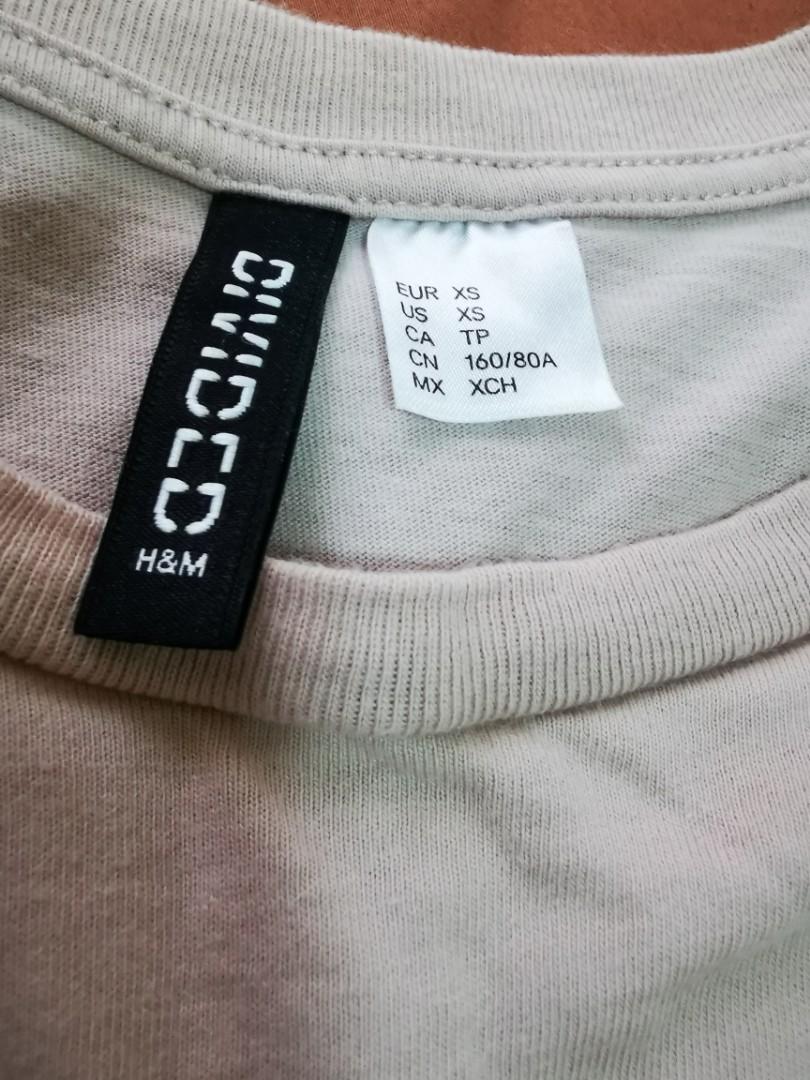 DIVIDED
H&M
EUR XS
US XS
CA TP
CN 160/80A
MX XCH